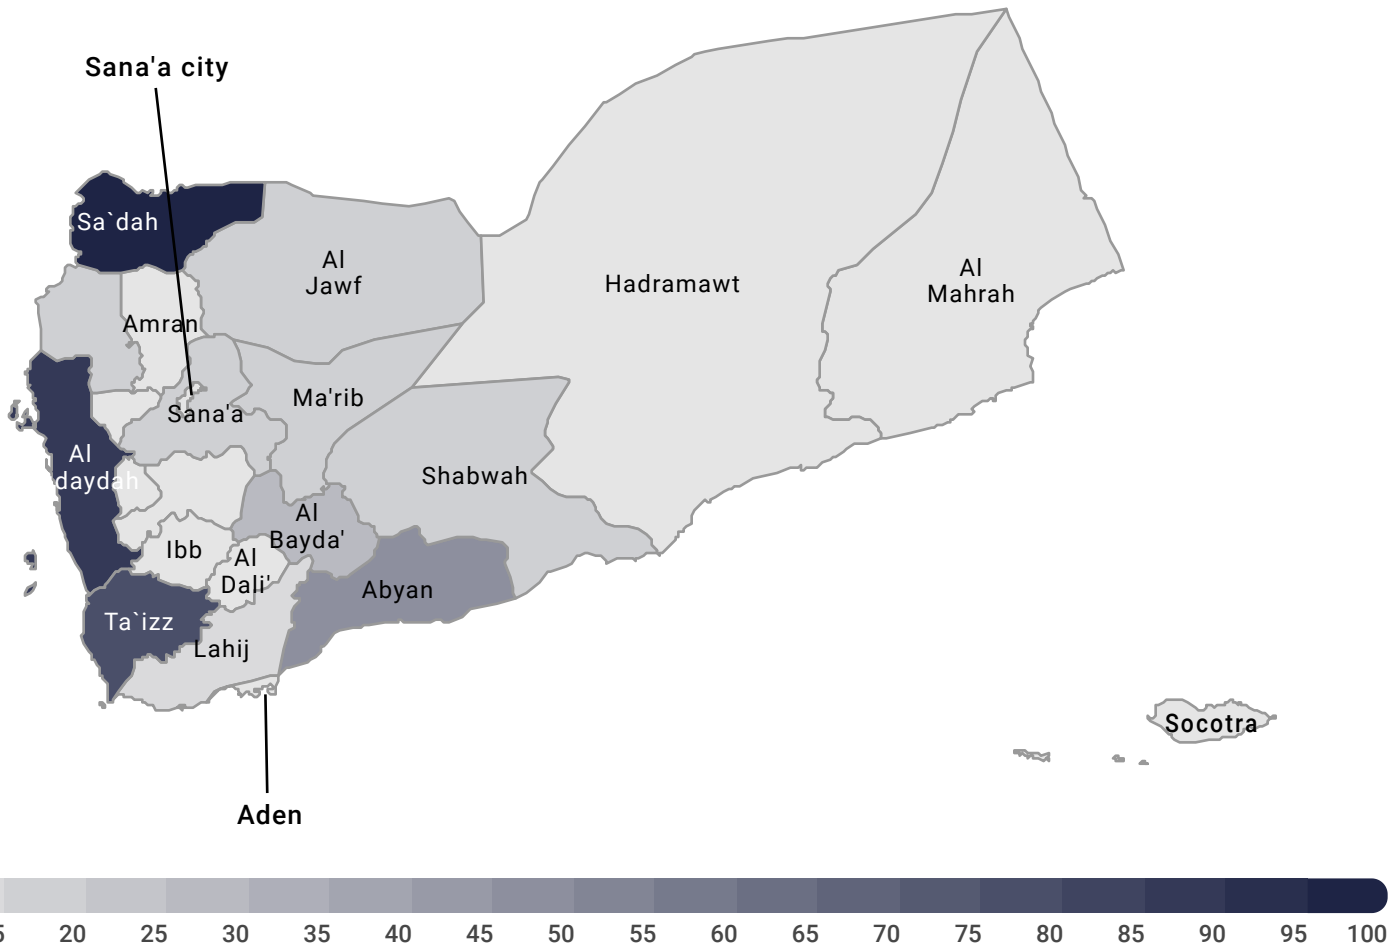 Sana'a city
Sa`dah
Al
Jawf
Hadramawt
Al
Mahrah
Amran
Ma'rib
Sana'a
Al
daydah
Shabwah
Al
Bayda'
Ibb
Al
Dali'
Abyan
Ta`izz
Lahij
Socotra
Aden
5 20 25 30 35 40 45 50 55 60 65 70 75 80 85 90 95 100